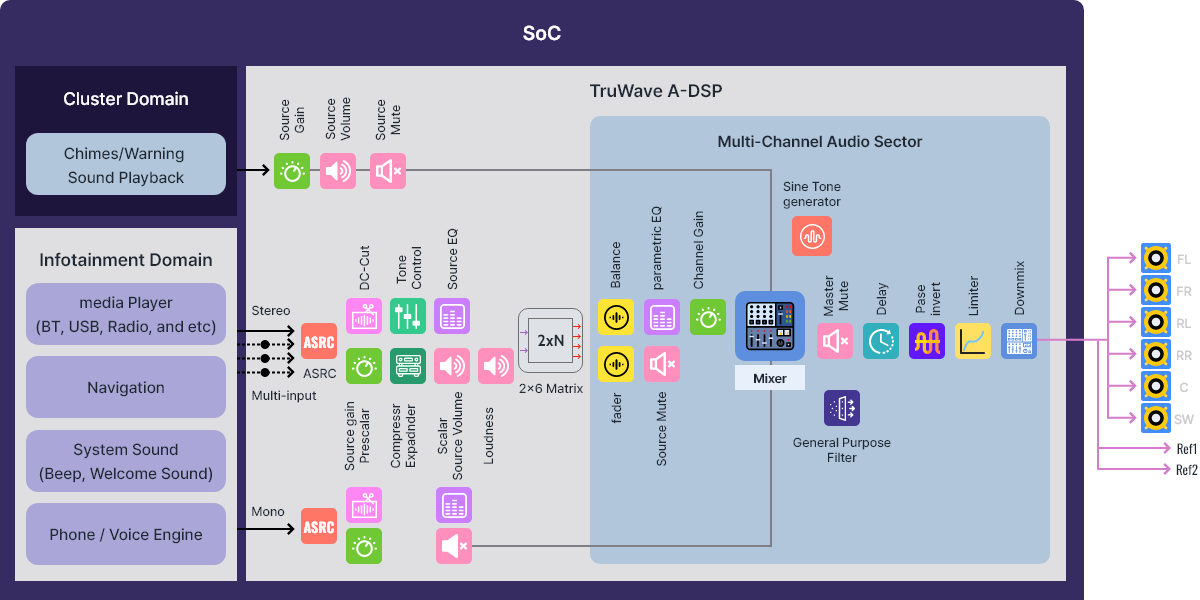 SoC
Cluster Domain
Chimes/Warning
Sound Playback
Infotainment Domain
media Player
(BT, USB, Radio, and etc)
Navigation
System Sound
(Beep, Welcome Sound)
Phone / Voice Engine
TruWave A-DSP
Source
Gain
Source
Volume
Source
Mute
Multi-Channel Audio Sector
Sine Tone
generator
Stereo
Multi-input
ASRC
ASRC
DC-Cut
Tone
Control
Source EQ
Source gain
Prescalar
Compressr
Expadnder
Scalar
Source Volume
Loudness
2xN
2×6 Matrix
Balance
parametric EQ
Channel Gain
fader
Source Mute
Mixer
Master
Mute
Delay
Pase
invert
Limiter
Downmix
General Purpose
Filter
Mono
ASRC
FL
FR
RL
RR
C
SW
Ref1
Ref2